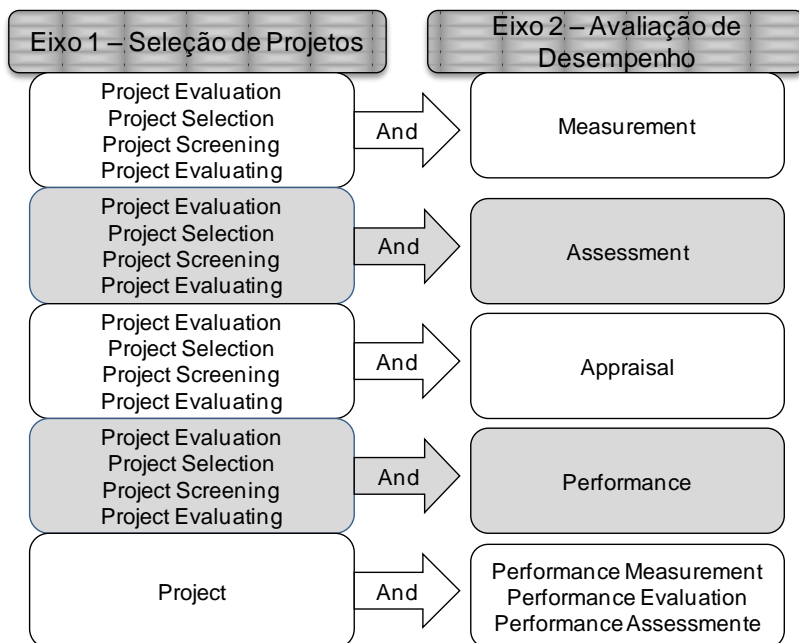 Eixo 1 – Seleção de Projetos
Eixo 2 – Avaliação de
Desempenho
Project Evaluation
Project Selection
Project Screening
Project Evaluating
And
Measurement
Project Evaluation
Project Selection
Project Screening
Project Evaluating
And
Assessment
Project Evaluation
Project Selection
Project Screening
Project Evaluating
And
Appraisal
Project Evaluation
Project Selection
Project Screening
Project Evaluating
And
Performance
Project
And
Performance Measurement
Performance Evaluation
Performance Assessmente